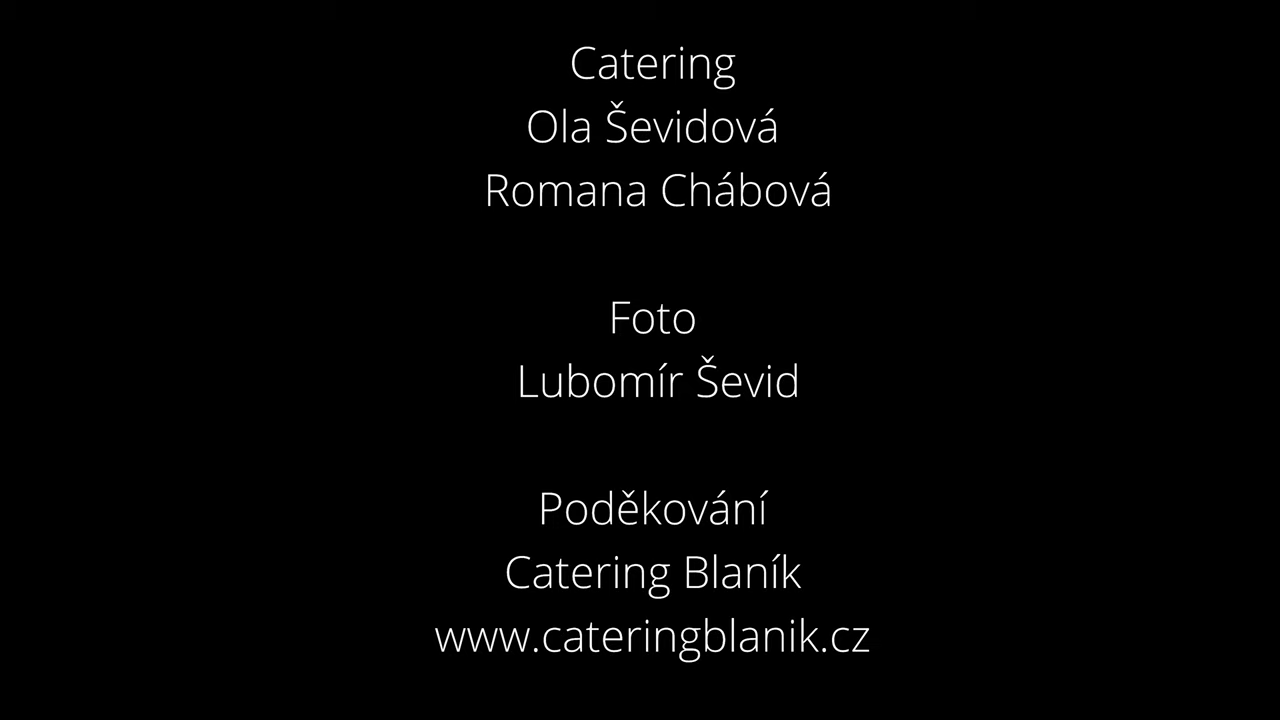 Catering
Ola Ševidová
Romana Chábová
Foto
Lubomír Ševid
Poděkování
Catering Blaník
www.cateringblanik.cz